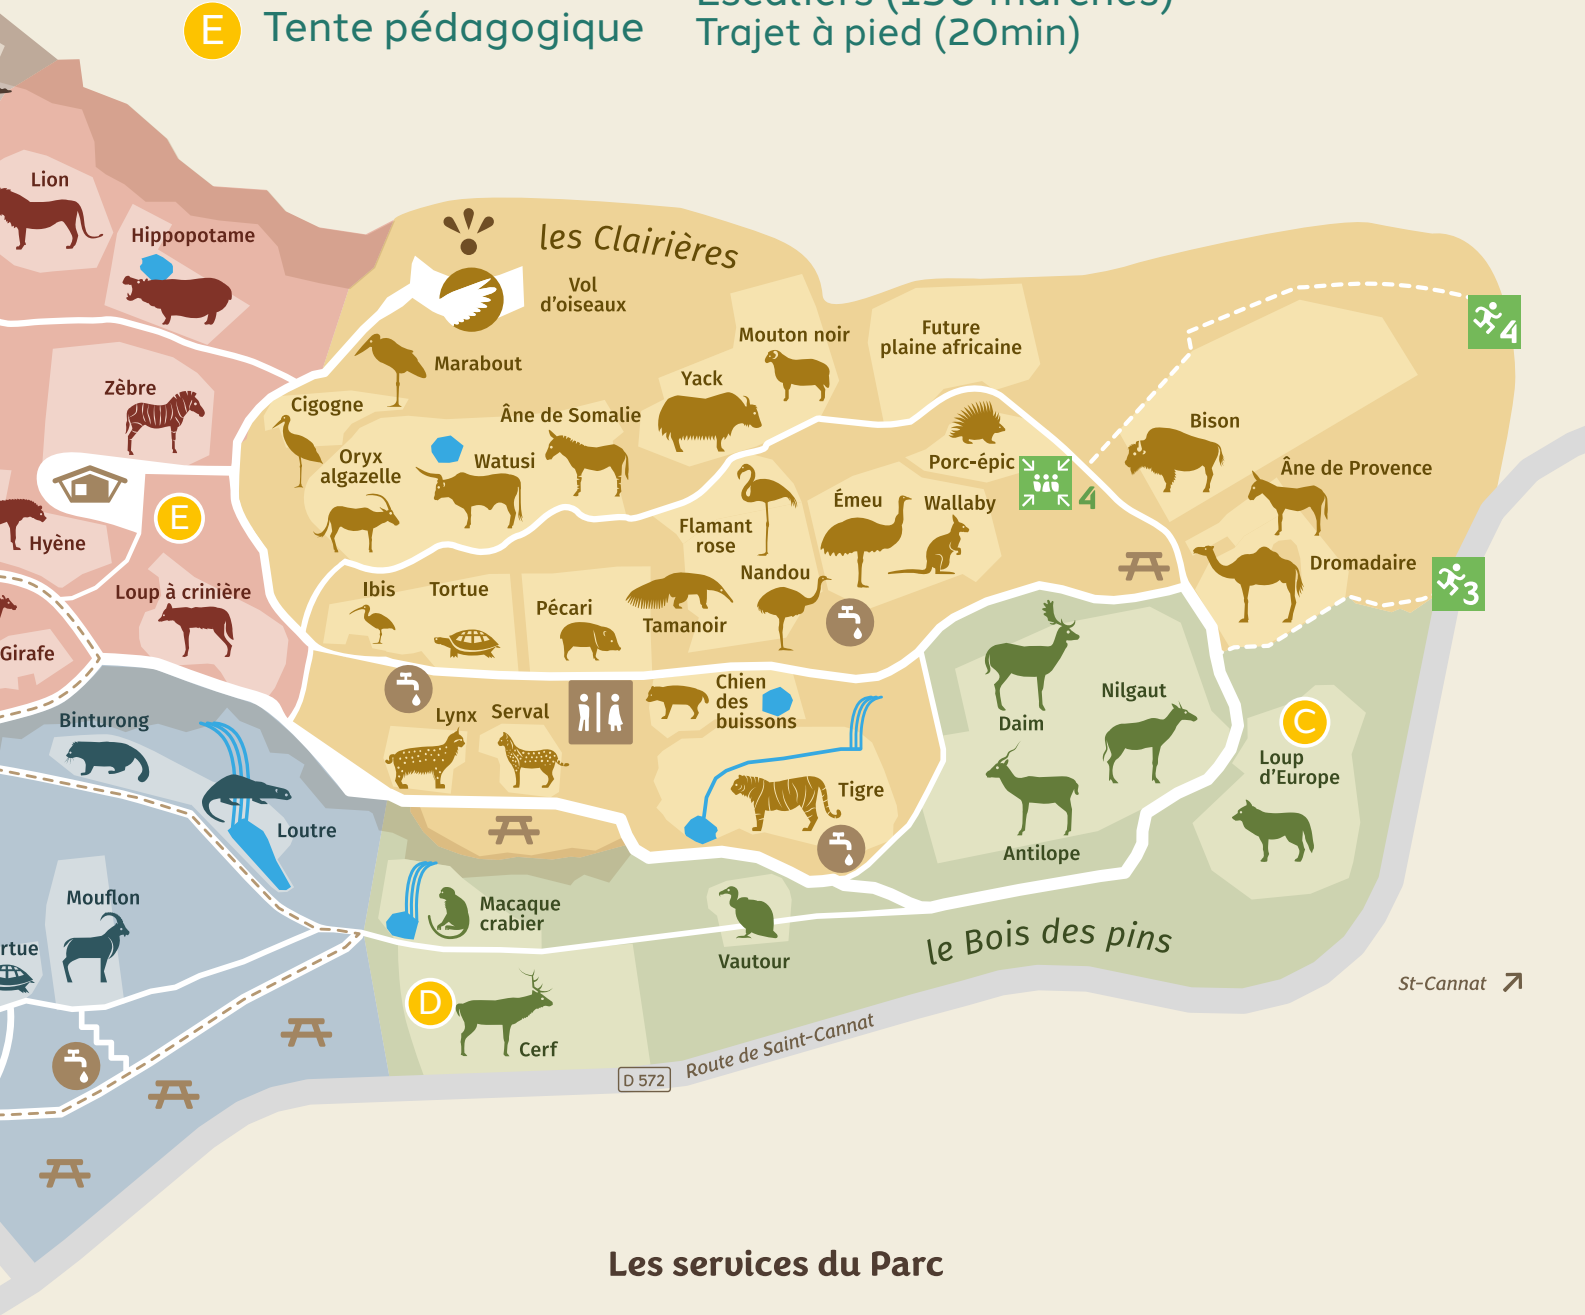 E Tente pédagogique
Escaliers (150 marches)
Trajet à pied (20min)
Lion
Hippopotame
les Clairières
Vol
d'oiseaux
Mouton noir
Future
plaine africaine
4
Marabout
Yack
Zèbre
Cigogne
Âne de Somalie
Bison
Oryx
algazelle
Watusi
Porc-épic
4
Âne de Provence
E
Émeu
Wallaby
Flamant
rose
Hyène
Dromadaire
3
Nandou
Loup à crinière
Ibis
Tortue
Pécari
Tamanoir
Girafe
Chien
des
buissons
Nilgaut
Binturong
Lynx
Serval
Daim
C
Loup
d'Europe
Tigre
Loutre
Antilope
Mouflon
Macaque
crabier
rtue
le Bois des pins
Vautour
St-Cannat
D
Cerf
Route de Saint-Cannat
D 572
Les services du Parc